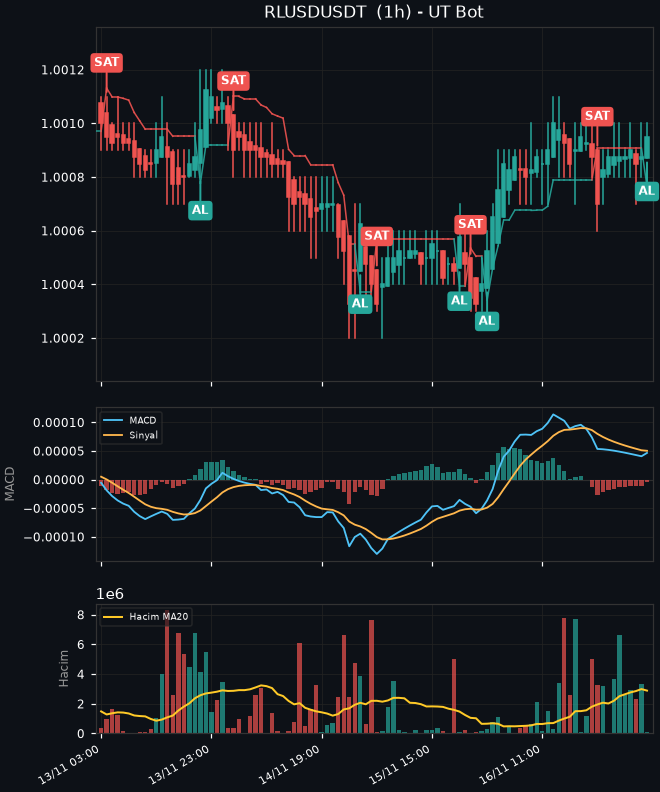 RLUSDUSDT (1h) - UT Bot
1.0012
1.0010
1.0008
1.0006
1.0004
1.0002
SAT
SAT
AL
SAT
SAT
AL
AL
AL
SAT
AL
MACD
0.00010
0.00005
0.00000
−0.00005
−0.00010
MACD
Sinyal
1e6
Hacim
8
6
4
2
0
Hacim MA20
13/11 03:00
13/11 23:00
14/11 19:00
15/11 15:00
16/11 11:00